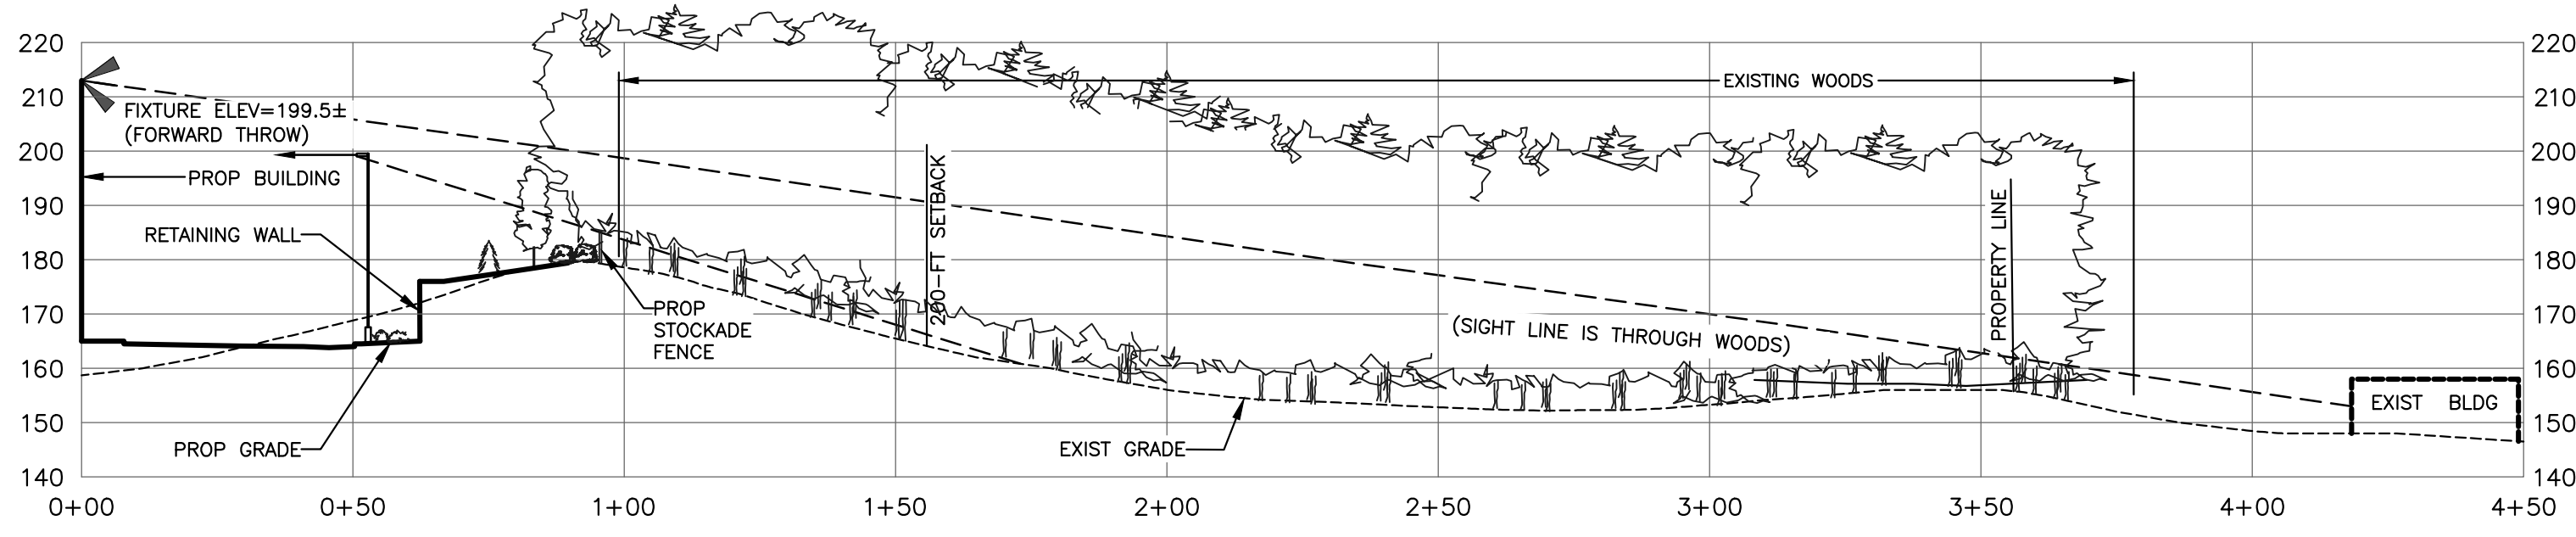 220
220
EXISTING WOODS
210
210
FIXTURE ELEV=199.5±
(FORWARD THROW)
200
200
PROP BUILDING
200-FT SETBACK
190
190
RETAINING WALL
PROPERTY LINE
180
180
PROP
STOCKADE
FENCE
170
170
(SIGHT LINE IS THROUGH WOODS)
160
160
EXIST BLDG
150
150
PROP GRADE
EXIST GRADE
140
140
0+00
0+50
1+00
1+50
2+00
2+50
3+00
3+50
4+00
4+50